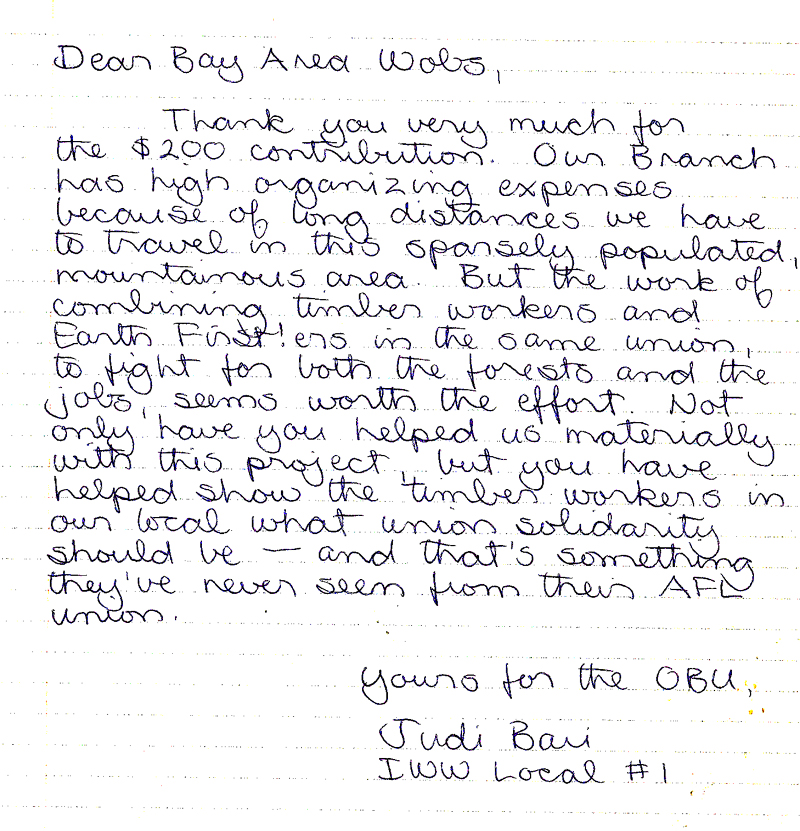 Dear Bay Area Wobs,
Thank you very much for
the $200 contribution. Our Branch
has high organizing expenses
because of long distances we have
to travel in this sparsely populated,
mountainous area. But the work of
combining timber workers and
Earth First!ers in the same union,
to fight for both the forests and the
jobs, seems worth the effort. Not
only have you helped us materially
with this project, but you have
helped show the timber workers in
our local what union solidarity
should be — and that's something
they've never seen from their AFL
union.
Yours for the OBU,
Judi Bari
IWW Local #1